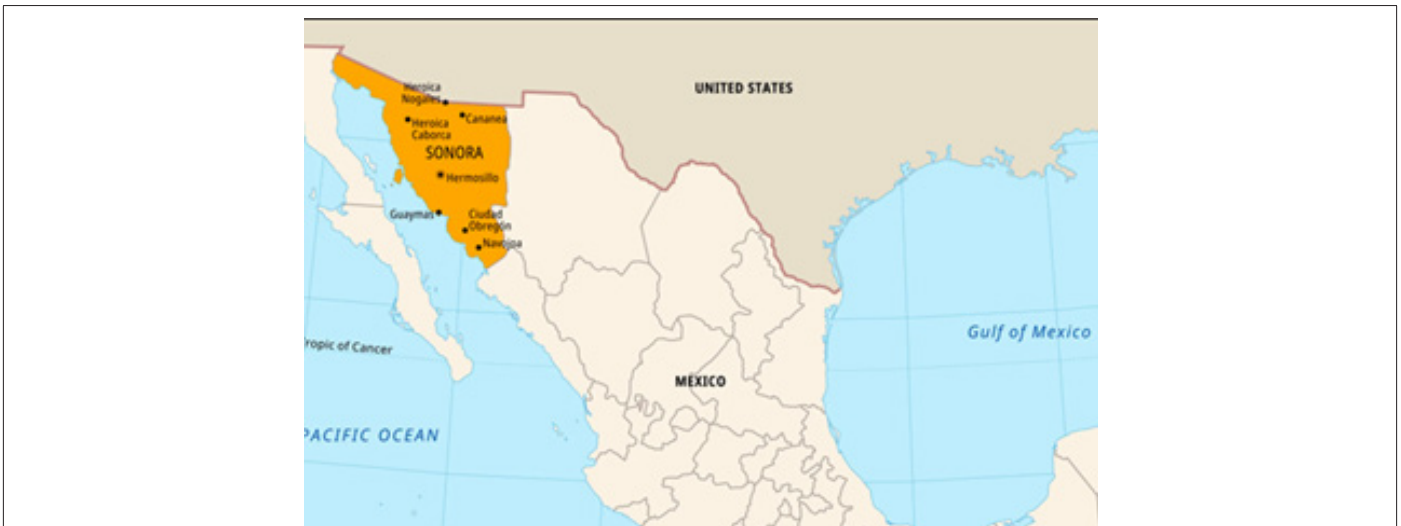 UNITED STATES
Heroica
Nogales
Cananea
Heroica
Caborca
SONORA
Hermosillo
Guaymas
Ciudad
Obregón
Navojoa
Gulf of Mexico
ropic of Cancer
MEXICO
PACIFIC OCEAN